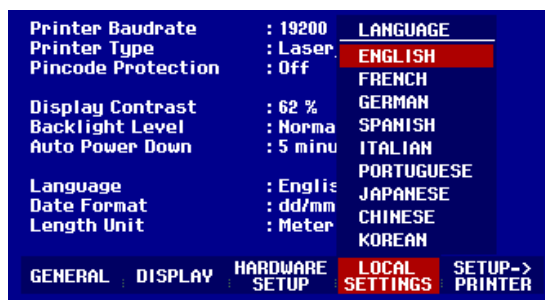 Printer Baudrate : 19200
Printer Type : Laser
Pincode Protection : Off
Display Contrast : 62 %
Backlight Level : Norma
Auto Power Down : 5 minu
Language : Englis
Date Format : dd/mm
Length Unit : Meter
LANGUAGE
ENGLISH
FRENCH
GERMAN
SPANISH
ITALIAN
PORTUGUESE
JAPANESE
CHINESE
KOREAN
GENERAL
DISPLAY
HARDWARE
SETUP
LOCAL
SETTINGS
SETUP->
PRINTER